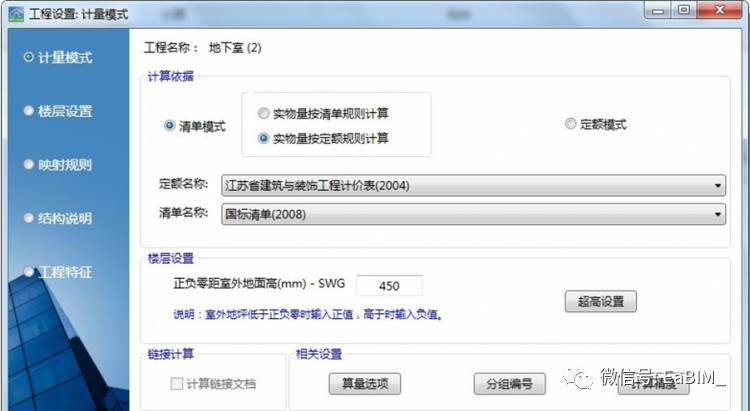 工程设置: 计量模式
计量模式
楼层设置
映射规则
结构说明
工程特征
工程名称: 地下室 (2)
计算依据
清单模式
实物量按清单规则计算
实物量按定额规则计算
定额模式
定额名称: 江苏省建筑与装饰工程计价表(2004)
清单名称: 国标清单(2008)
楼层设置
正负零距室外地面高(mm) - SWG 450
超高设置
说明: 室外地坪低于正负零时输入正值，高于时输入负值。
链接计算
计算链接文档
相关设置
算量选项
分组编号
计算精度
微信号: EaBIM_